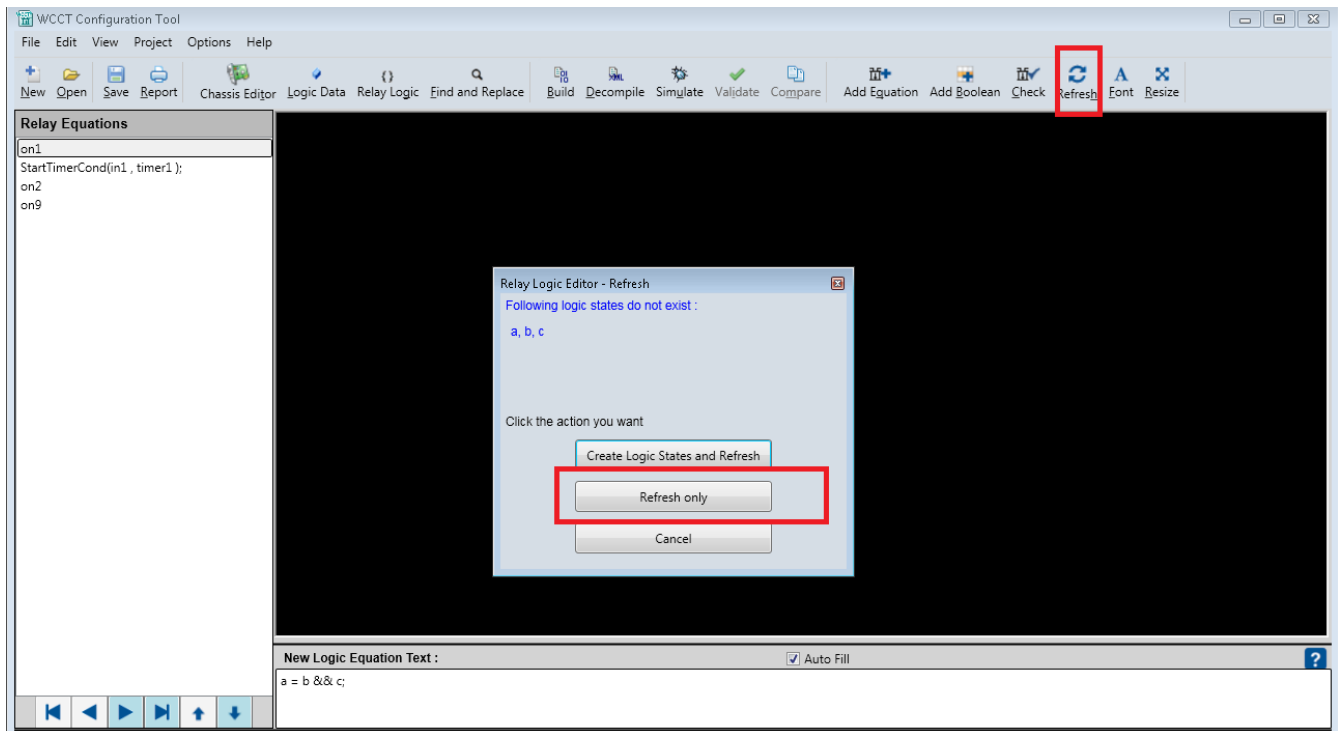 WCCT Configuration Tool
File Edit View Project Options Help
New Open Save Report Chassis Editor Logic Data Relay Logic Find and Replace Build Decompile Simulate Validate Compare Add Equation Add Boolean Check Refresh Font Resize
Relay Equations
on1
StartTimerCond(in1 , timer1 );
on2
on9
Relay Logic Editor - Refresh
Following logic states do not exist :
a, b, c
Click the action you want
Create Logic States and Refresh
Refresh only
Cancel
New Logic Equation Text :
Auto Fill
?
a = b && c;